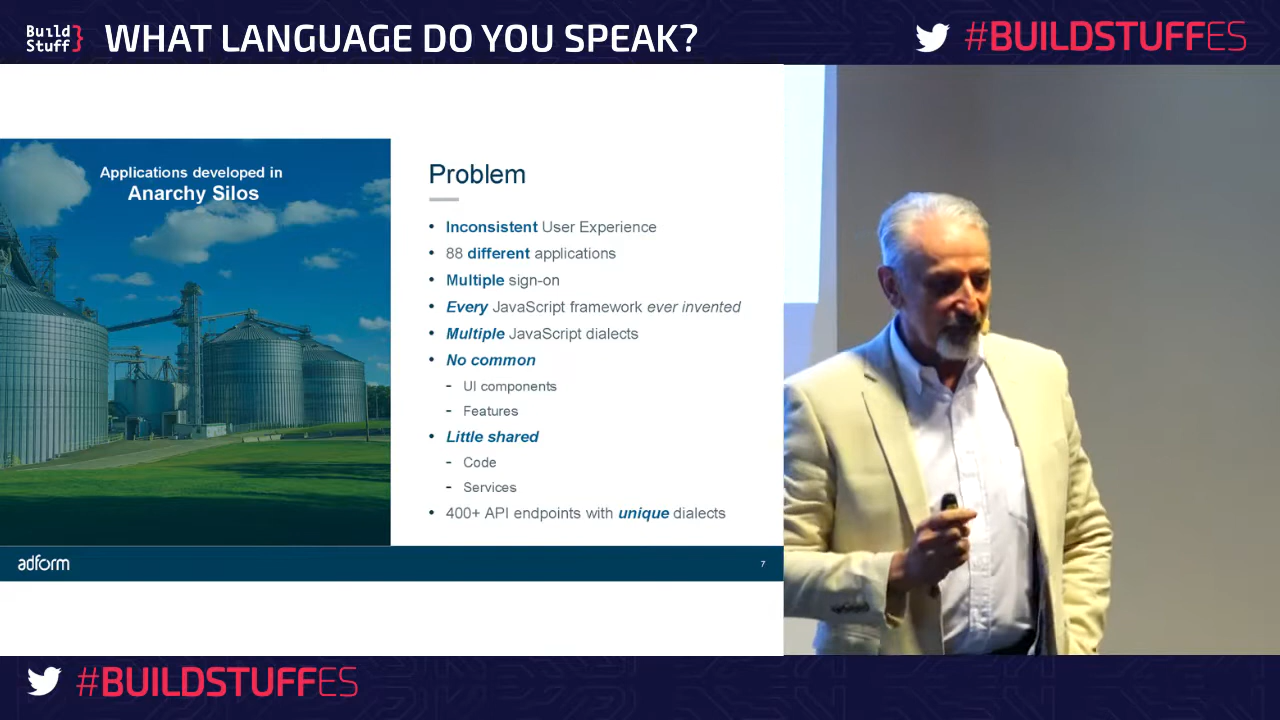 Build
Stuff}
WHAT LANGUAGE DO YOU SPEAK?
#BUILDSTUFFES
Applications developed in
Anarchy Silos
Problem
• Inconsistent User Experience
• 88 different applications
• Multiple sign-on
• Every JavaScript framework ever invented
• Multiple JavaScript dialects
• No common
- UI components
- Features
• Little shared
- Code
- Services
• 400+ API endpoints with unique dialects
adform
7
#BUILDSTUFFES